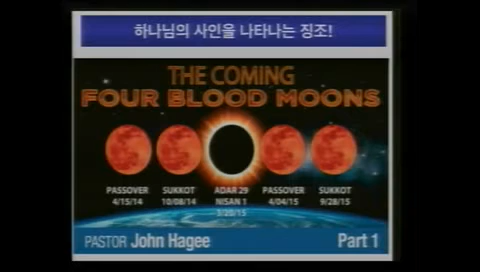 하나님의 사인을 나타나는 징조!
THE COMING
FOUR BLOOD MOONS
PASSOVER SUKKOT ADAR 29 PASSOVER SUKKOT
4/15/14 10/08/14 NISAN 1 4/04/15 9/28/15
3/20/15
PASTOR John Hagee Part 1